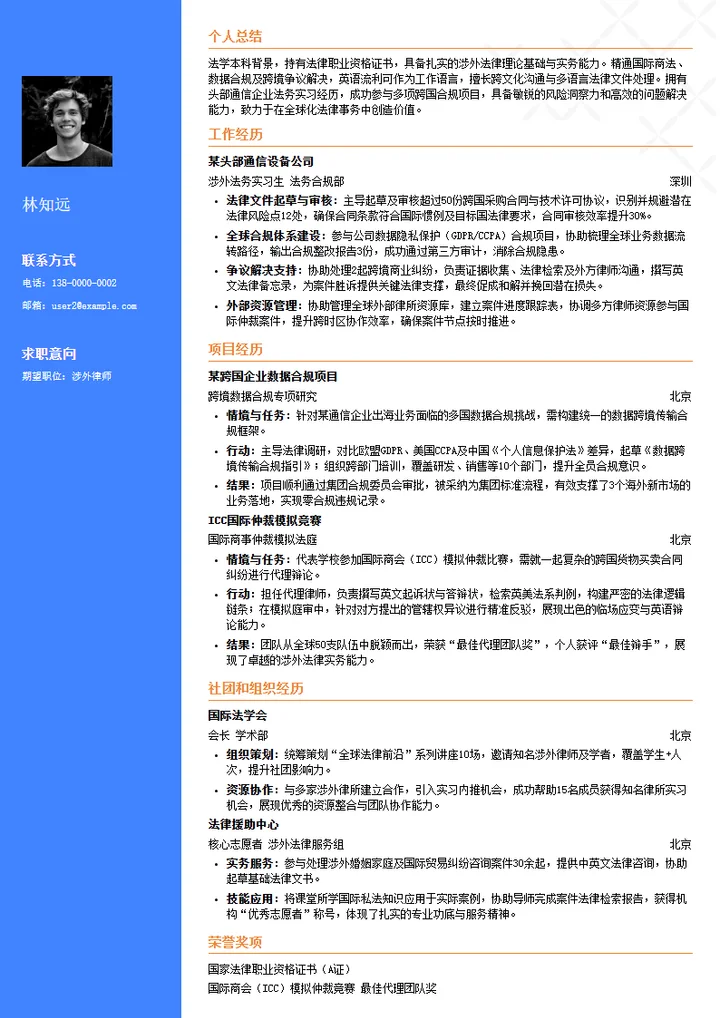 林知远
联系方式
电话：138-0000-0002
邮箱：user2@example.com
求职意向
期望职位：涉外律师
个人总结
法学本科背景，持有法律职业资格证书，具备扎实的涉外法律理论基础与实务能力。精通国际商法、
数据合规及跨境争议解决，英语流利可作为工作语言，擅长跨文化沟通与多语言法律文件处理。拥有
头部通信企业法务实习经历，成功参与多项跨国合规项目，具备敏锐的风险洞察力和高效的问题解决
能力，致力于在全球化法律事务中创造价值。
工作经历
某头部通信设备公司
涉外法务实习生 法务合规部 深圳
• 法律文件起草与审核：主导起草及审核超过50份跨国采购合同与技术许可协议，识别并规避潜在
法律风险点12处，确保合同条款符合国际惯例及目标国法律要求，合同审核效率提升30%。
• 全球合规体系建设：参与公司数据隐私保护（GDPR/CCPA）合规项目，协助梳理全球业务数据流
转路径，输出合规整改报告3份，成功通过第三方审计，消除合规隐患。
• 争议解决支持：协助处理2起跨境商业纠纷，负责证据收集、法律检索及外方律师沟通，撰写英
文法律备忘录，为案件胜诉提供关键法律支撑，最终促成和解并挽回潜在损失。
• 外部资源管理：协助管理全球外部律所资源库，建立案件进度跟踪表，协调多方律师资源参与国
际仲裁案件，提升跨时区协作效率，确保案件节点按时推进。
项目经历
某跨国企业数据合规项目
跨境数据合规专项研究 北京
• 情境与任务：针对某通信企业出海业务面临的多国数据合规挑战，需构建统一的数据跨境传输合
规框架。
• 行动：主导法律调研，对比欧盟GDPR、美国CCPA及中国《个人信息保护法》差异，起草《数据跨
境传输合规指引》；组织跨部门培训，覆盖研发、销售等10个部门，提升全员合规意识。
• 结果：项目顺利通过集团合规委员会审批，被采纳为集团标准流程，有效支撑了3个海外新市场的
业务落地，实现零合规违规记录。
ICC国际仲裁模拟竞赛
国际商事仲裁模拟法庭 北京
• 情境与任务：代表学校参加国际商会（ICC）模拟仲裁比赛，需就一起复杂的跨国货物买卖合同
纠纷进行代理辩论。
• 行动：担任代理律师，负责撰写英文起诉状与答辩状，检索英美法系判例，构建严密的法律逻辑
链条；在模拟庭审中，针对对方提出的管辖权异议进行精准反驳，展现出色的临场应变与英语辩
论能力。
• 结果：团队从全球50支队伍中脱颖而出，荣获“最佳代理团队奖”，个人获评“最佳辩手”，展
现了卓越的涉外法律实务能力。
社团和组织经历
国际法学会
会长 学术部 北京
• 组织策划：统筹策划“全球法律前沿”系列讲座10场，邀请知名涉外律师及学者，覆盖学生+人
次，提升社团影响力。
• 资源协作：与多家涉外律所建立合作，引入实习内推机会，成功帮助15名成员获得知名律所实习
机会，展现优秀的资源整合与团队协作能力。
法律援助中心
核心志愿者 涉外法律服务组 北京
• 实务服务：参与处理涉外婚姻家庭及国际贸易纠纷咨询案件30余起，提供中英文法律咨询，协助
起草基础法律文书。
• 技能应用：将课堂所学国际私法知识应用于实际案例，协助导师完成案件法律检索报告，获得机
构“优秀志愿者”称号，体现了扎实的专业功底与服务精神。
荣誉奖项
国家法律职业资格证书（A证）
国际商会（ICC）模拟仲裁竞赛 最佳代理团队奖